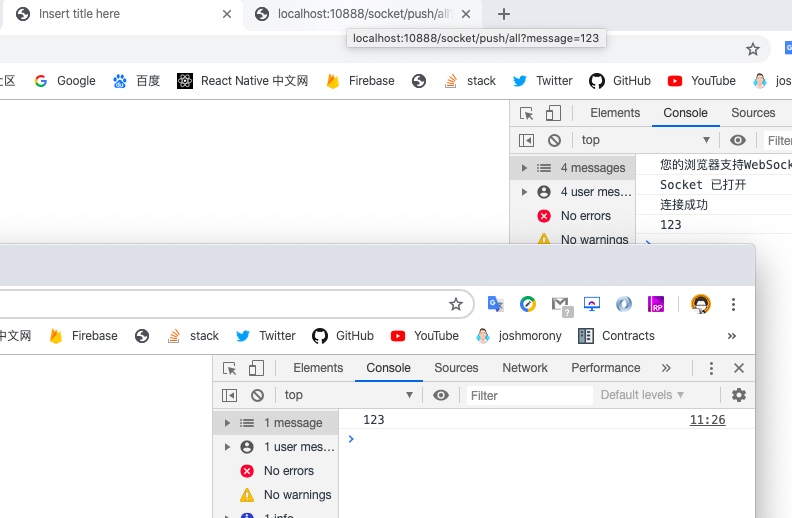 Insert title here
localhost:10888/socket/push/all?
localhost:10888/socket/push/all?message=123
社区 Google 百度 React Native 中文网 Firebase stack Twitter GitHub YouTube
Elements Console Sources
top Filter
4 messages
4 user mes...
No errors
No warnings
您的浏览器支持WebSock
Socket 已打开
连接成功
123
中文网 Firebase stack Twitter GitHub YouTube joshmorony Contracts »
Elements Console Sources Network Performance »
top Filter Default levels
1 message
1 user mes...
No errors
No warnings
1 info
123 11:26